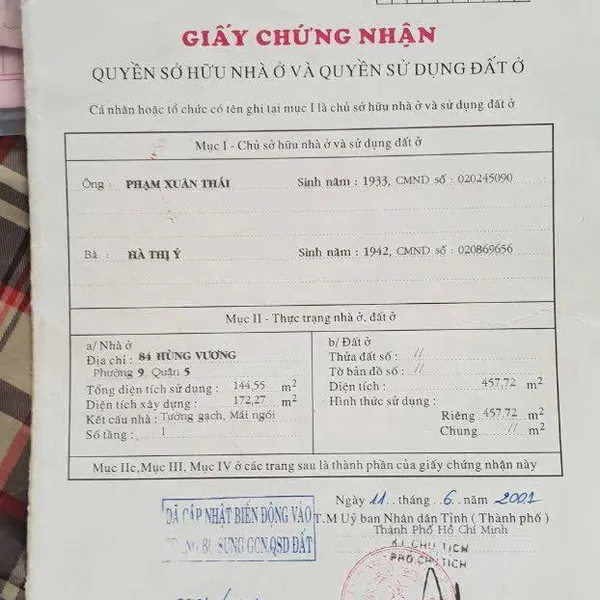 GIẤY CHỨNG NHẬN
QUYỀN SỞ HỮU NHÀ Ở VÀ QUYỀN SỬ DỤNG ĐẤT Ở
Cá nhân hoặc tổ chức có tên ghi tại mục I là chủ sở hữu nhà ở và sử dụng đất ở
Mục I - Chủ sở hữu nhà ở và sử dụng đất ở
Ông : PHẠM XUÂN THÁI Sinh năm : 1933, CMND số : 020245090
Bà : HÀ THỊ Ý Sinh năm : 1942, CMND số : 020869656
Mục II - Thực trạng nhà ở, đất ở
a/ Nhà ở
Địa chỉ : 84 HÙNG VƯƠNG
Phường 9, Quận 5
Tổng diện tích sử dụng : 144,55 m2
Diện tích xây dựng : 172,27 m2
Kết cấu nhà : Tường gạch, Mái ngói
Số tầng : 1
b/ Đất ở
Thửa đất số : //
Tờ bản đồ số : //
Diện tích : 457,72 m2
Hình thức sử dụng :
Riêng 457,72 m2
Chung // m2
Mục IIc, Mục III, Mục IV ở các trang sau là thành phần của giấy chứng nhận này
Ngày 11 tháng 6 năm 2001
ĐÃ CẬP NHẬT BIẾN ĐỘNG VÀO
BỔ SUNG GCN.QSD ĐẤT
T.M Uỷ ban Nhân dân Tỉnh ( Thành phố )
Thành Phố Hồ Chí Minh
KT CHỦ TỊCH
PHÓ CHỦ TỊCH